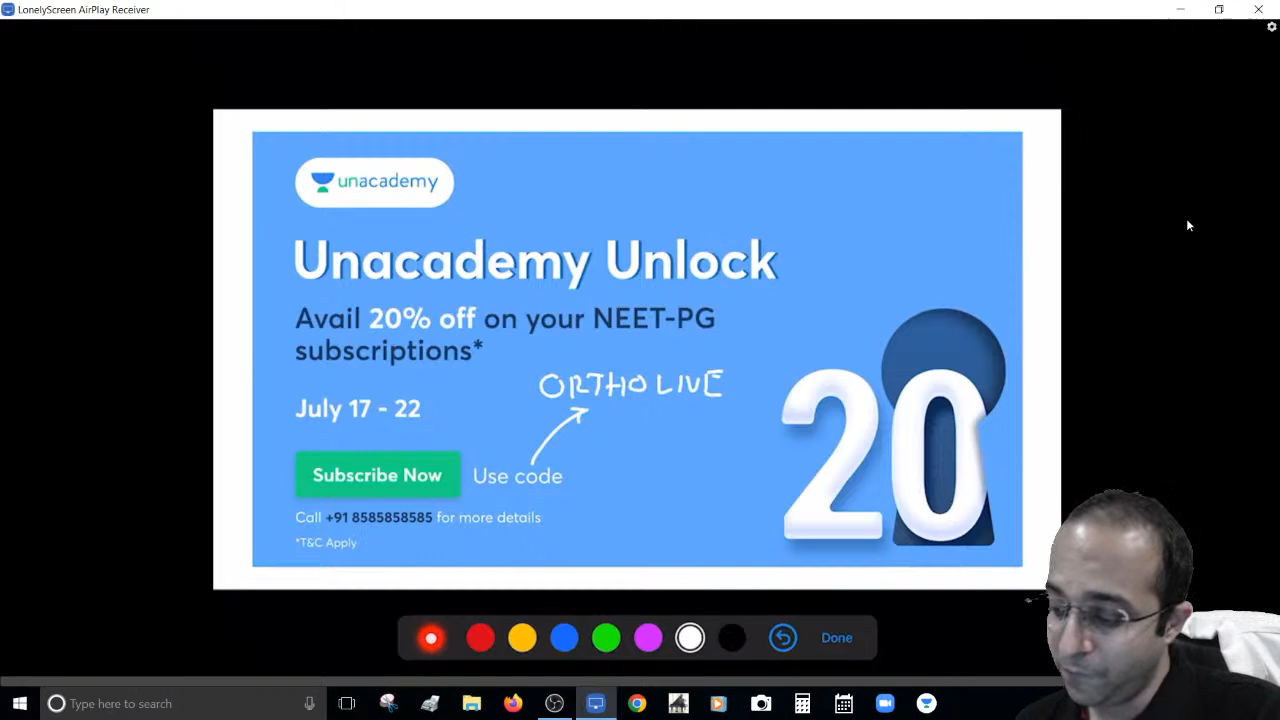 LonelyScreen AirPlay Receiver
unacademy
Unacademy Unlock
Avail 20% off on your NEET-PG
subscriptions*
ORTHO LIVE
July 17 - 22
20
Subscribe Now
Use code
Call +91 8585858585 for more details
*T&C Apply
Done
Type here to search